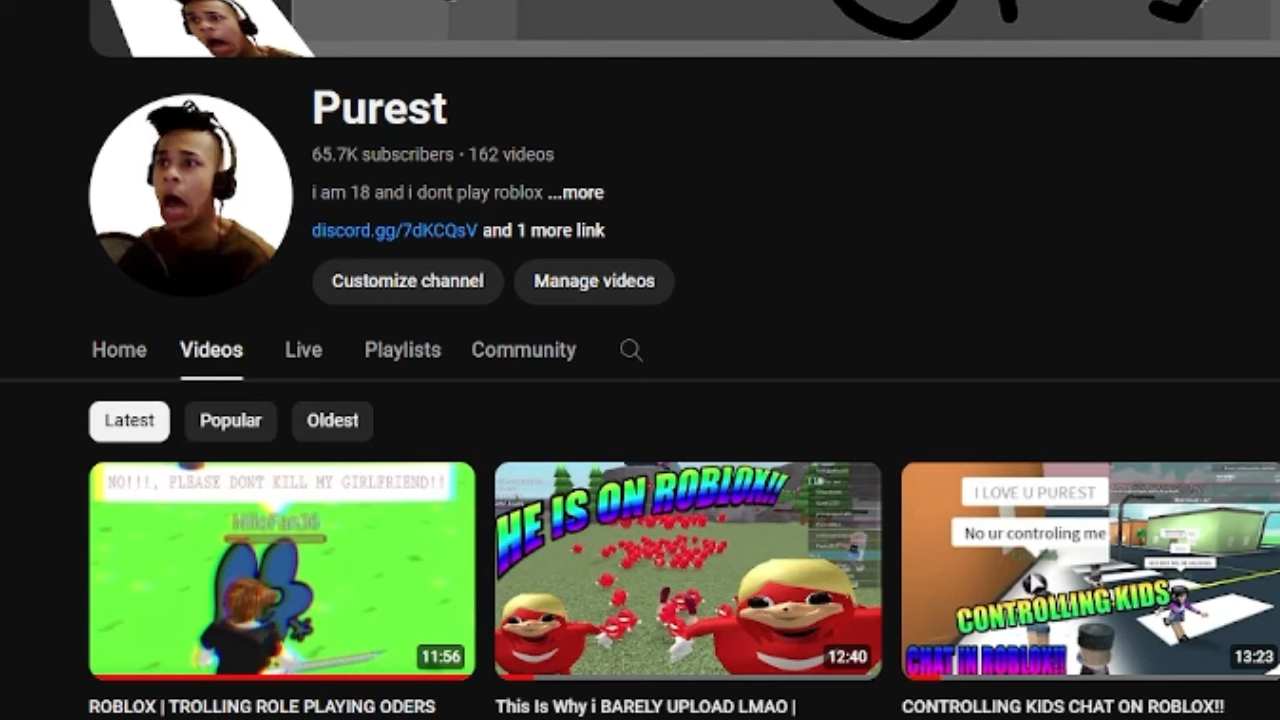 Purest
65.7K subscribers · 162 videos
i am 18 and i dont play roblox ...more
discord.gg/7dKCQsV and 1 more link
Customize channel
Manage videos
Home
Videos
Live
Playlists
Community
Latest
Popular
Oldest
NO!!!, PLEASE DONT KILL MY GIRLFRIEND!!
11:56
HE IS ON ROBLOX!!
12:40
I LOVE U PUREST
No ur controling me
CONTROLLING KIDS
CHAT IN ROBLOX!!
13:23
ROBLOX | TROLLING ROLE PLAYING ODERS
This Is Why i BARELY UPLOAD LMAO |
CONTROLLING KIDS CHAT ON ROBLOX!!